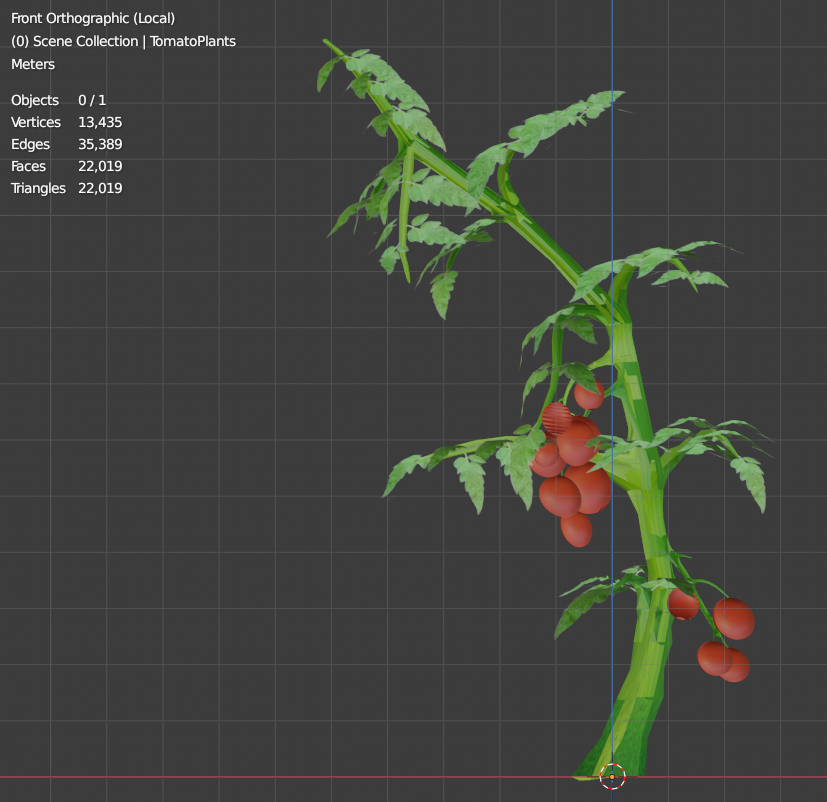 Front Orthographic (Local)
(0) Scene Collection | TomatoPlants
Meters
Objects 0 / 1
Vertices 13,435
Edges 35,389
Faces 22,019
Triangles 22,019